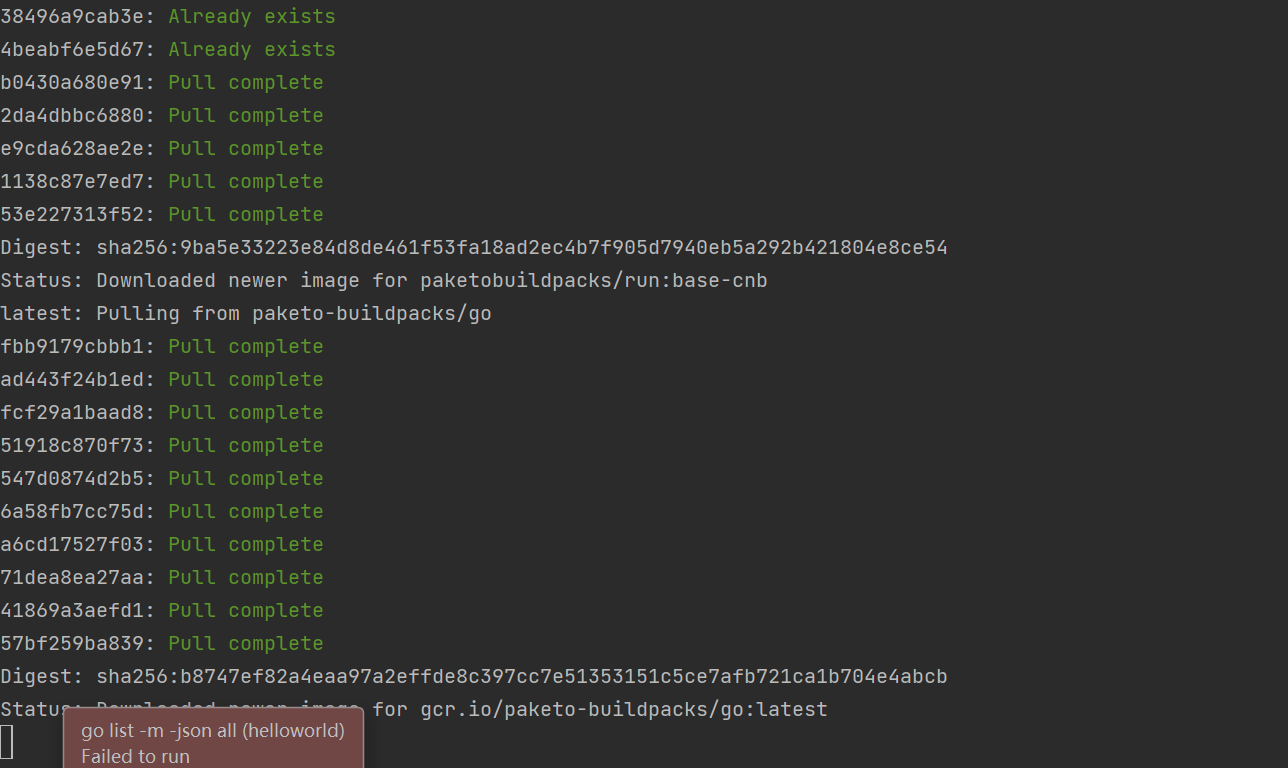 38496a9cab3e: Already exists
4beabf6e5d67: Already exists
b0430a680e91: Pull complete
2da4dbbc6880: Pull complete
e9cda628ae2e: Pull complete
1138c87e7ed7: Pull complete
53e227313f52: Pull complete
Digest: sha256:9ba5e33223e84d8de461f53fa18ad2ec4b7f905d7940eb5a292b421804e8ce54
Status: Downloaded newer image for paketobuildpacks/run:base-cnb
latest: Pulling from paketo-buildpacks/go
fbb9179cbbb1: Pull complete
ad443f24b1ed: Pull complete
fcf29a1baad8: Pull complete
51918c870f73: Pull complete
547d0874d2b5: Pull complete
6a58fb7cc75d: Pull complete
a6cd17527f03: Pull complete
71dea8ea27aa: Pull complete
41869a3aefd1: Pull complete
57bf259ba839: Pull complete
Digest: sha256:b8747ef82a4eaa97a2effde8c397cc7e51353151c5ce7afb721ca1b704e4abcb
Status: Downloaded newer image for gcr.io/paketo-buildpacks/go:latest
go list -m -json all (helloworld)
Failed to run